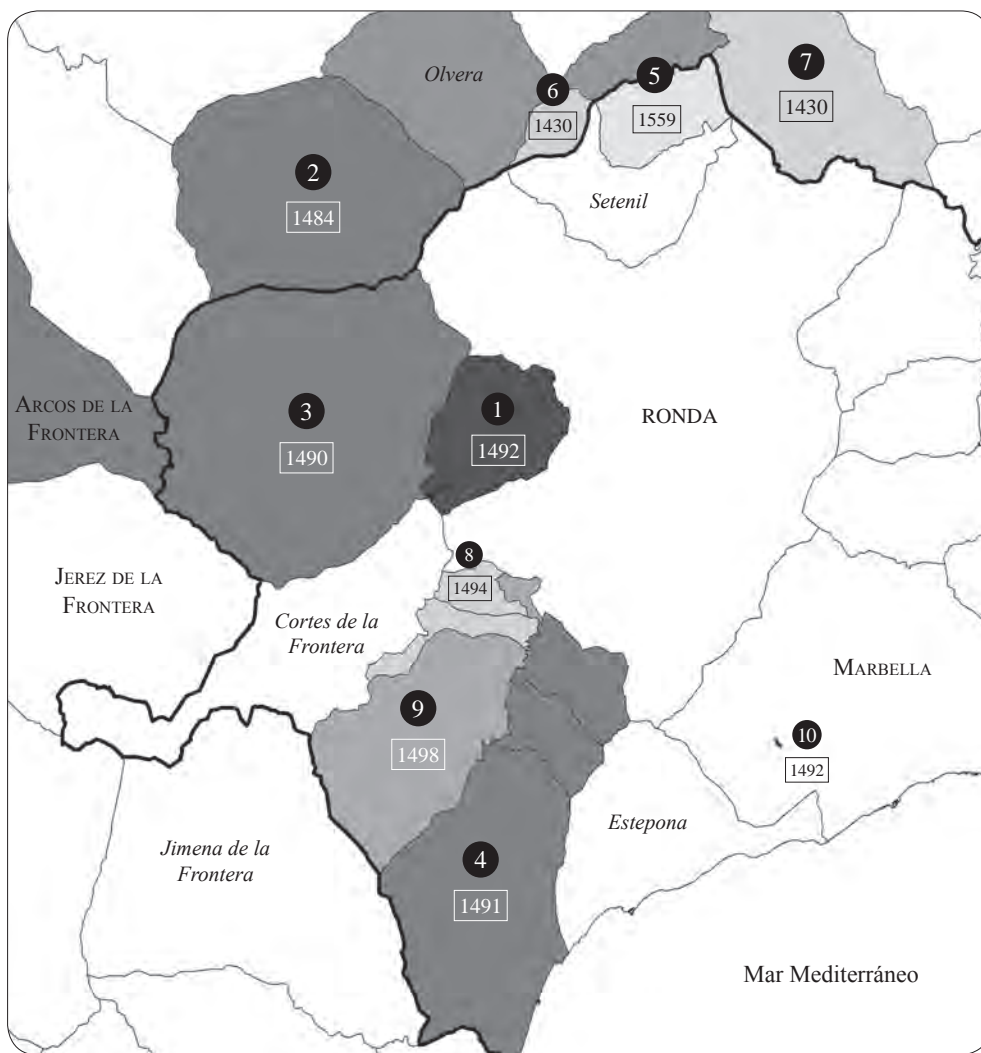 Olvera
6
1430
5
1559
7
1430
2
1484
Setenil
ARCOS DE LA
FRONTERA
3
1490
1
1492
RONDA
JEREZ DE LA
FRONTERA
8
1494
Cortes de la
Frontera
MARBELLA
9
1498
10
1492
Estepona
Jimena de la
Frontera
4
1491
Mar Mediterráneo